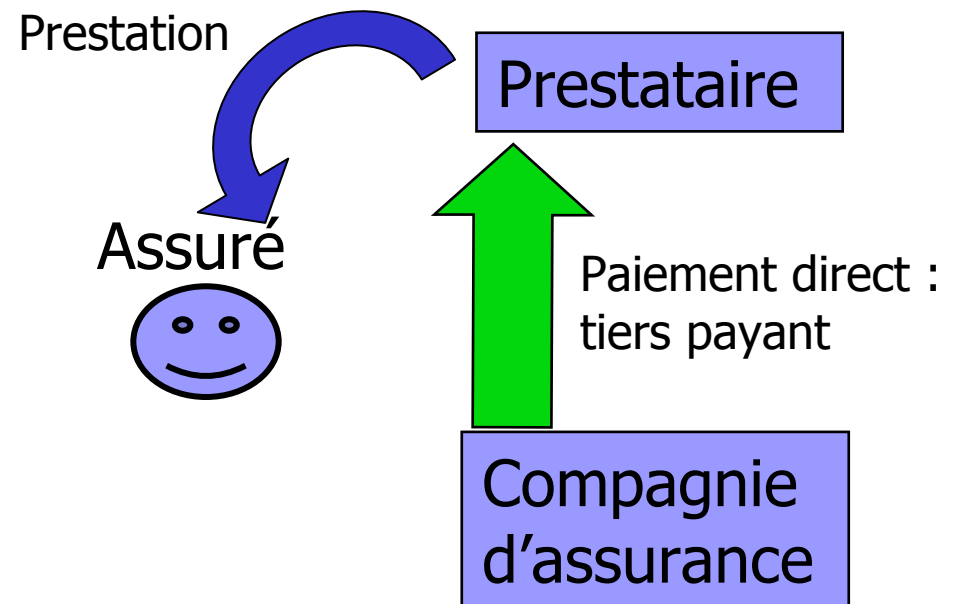 Prestation
Prestataire
Assuré
Paiement direct :
tiers payant
Compagnie
d’assurance